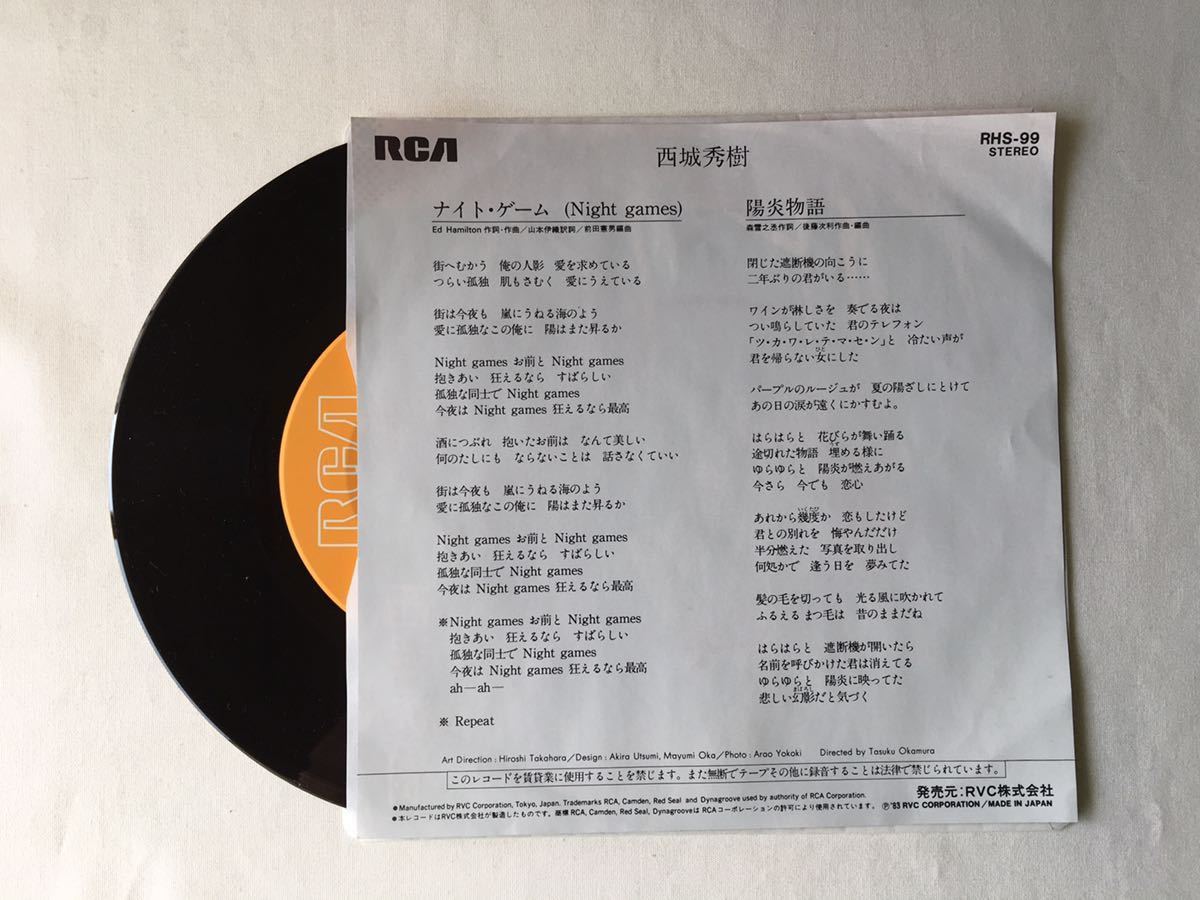 RCA
RCA
西城秀樹
RHS-99
STEREO
ナイト・ゲーム (Night games)
Ed Hamilton作詞・作曲／山本伊織訳詞／前田憲男編曲
街へむかう 俺の人影 愛を求めている
つらい孤独 肌もさむく 愛にうえている
街は今夜も 嵐にうねる海のよう
愛に孤独なこの俺に 陽はまた昇るか
Night games お前と Night games
抱きあい 狂えるなら すばらしい
孤独な同士で Night games
今夜は Night games 狂えるなら最高
酒につぶれ 抱いたお前は なんて美しい
何のたしにも ならないことは 話さなくていい
街は今夜も 嵐にうねる海のよう
愛に孤独なこの俺に 陽はまた昇るか
Night games お前と Night games
抱きあい 狂えるなら すばらしい
孤独な同士で Night games
今夜は Night games 狂えるなら最高
※Night games お前と Night games
抱きあい 狂えるなら すばらしい
孤独な同士で Night games
今夜は Night games 狂えるなら最高
ah—ah—
※ Repeat
陽炎物語
森雪之丞作詞／後藤次利作曲・編曲
閉じた遮断機の向こうに
二年ぶりの君がいる……
ワインが淋しさを 奏でる夜は
つい鳴らしていた 君のテレフォン
「ツ・カ・ワ・レ・テ・マ・セ・ン」と 冷たい声が
君を帰らない女にした
パープルのルージュが 夏の陽ざしにとけて
あの日の涙が遠くにかすむよ。
はらはらと 花びらが舞い踊る
途切れた物語 埋める様に
ゆらゆらと 陽炎が燃えあがる
今さら 今でも 恋心
あれから幾度か 恋もしたけど
君との別れを 悔やんだだけ
半分燃えた 写真を取り出し
何処かで 逢う日を 夢みてた
髪の毛を切っても 光る風に吹かれて
ふるえる まつ毛は 昔のままだね
はらはらと 遮断機が開いたら
名前を呼びかけた君は消えてる
ゆらゆらと 陽炎に映ってた
悲しい幻影だと気づく
Art Direction : Hiroshi Takahara／Design : Akira Utsumi, Mayumi Oka／Photo : Arao Yokoki Directed by Tasuku Okamura
このレコードを賃貸業に使用することを禁じます。また無断でテープその他に録音することは法律で禁じられています。
発売元：RVC株式会社
●Manufactured by RVC Corporation, Tokyo, Japan. Trademarks RCA, Camden, Red Seal and Dynagroove used by authority of RCA Corporation.
●本レコードはRVC株式会社が製造したものです。商標RCA, Camden, Red Seal, DynagrooveはRCAコーポレーションの許可により使用されています。 ℗'83 RVC CORPORATION／MADE IN JAPAN